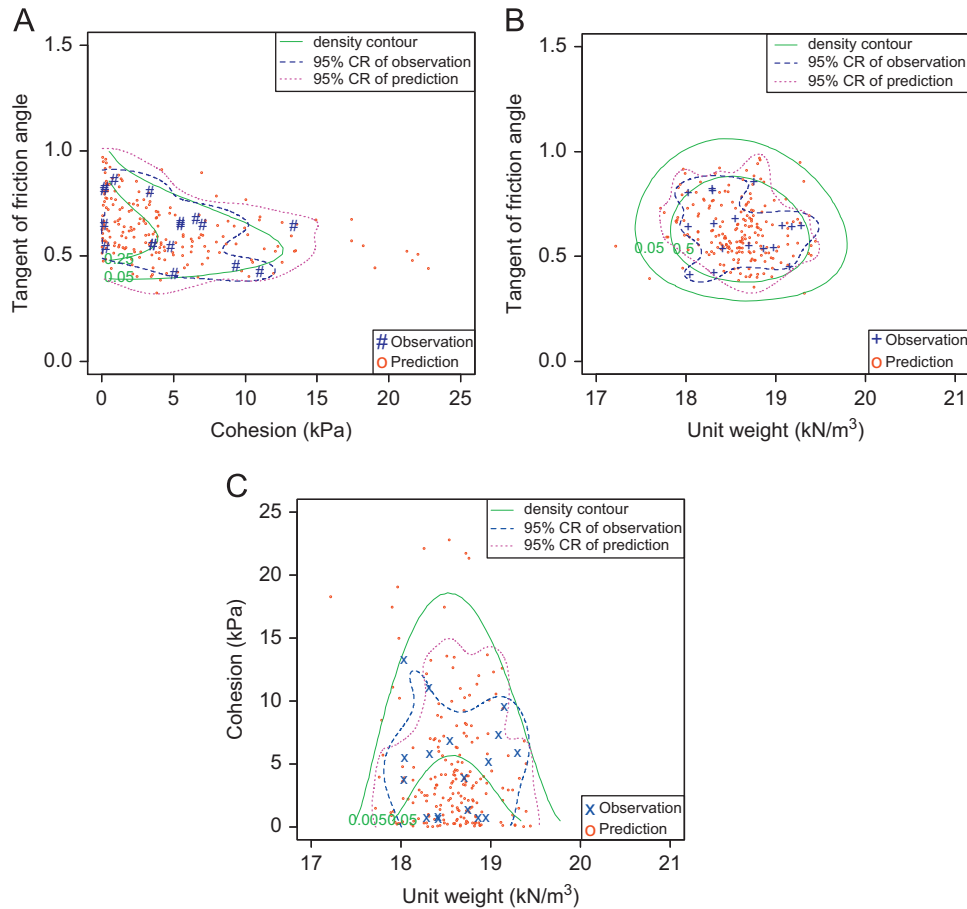 A
B
1.5
1.0
0.5
0.0
Tangent of friction angle
density contour
95% CR of observation
95% CR of prediction
0.25
0.05
# Observation
o Prediction
0 5 10 15 20 25
Cohesion (kPa)
1.5
1.0
0.5
0.0
Tangent of friction angle
density contour
95% CR of observation
95% CR of prediction
0.05 0.5
+ Observation
o Prediction
17 18 19 20 21
Unit weight (kN/m³)
C
25
20
15
10
5
0
Cohesion (kPa)
density contour
95% CR of observation
95% CR of prediction
0.005 0.05
x Observation
o Prediction
17 18 19 20 21
Unit weight (kN/m³)